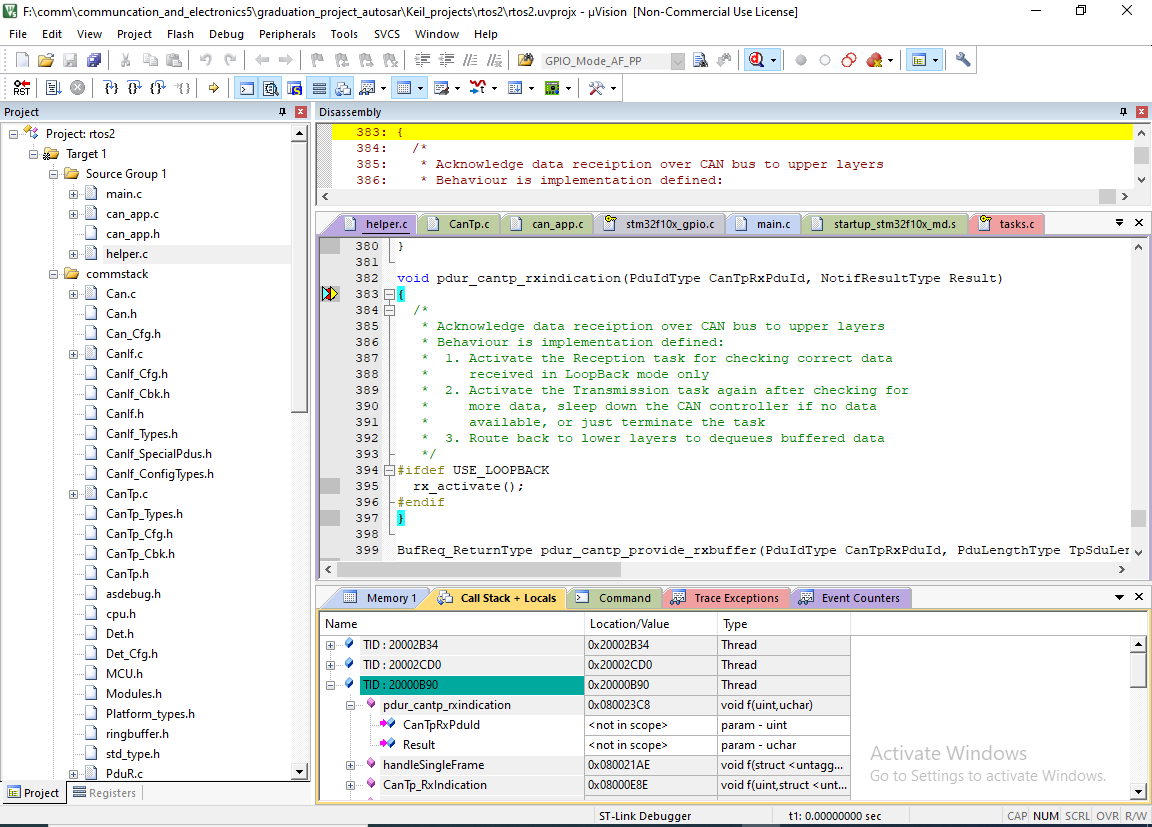 F:\comm\communcation_and_electronics5\graduation_project_autosar\Keil_projects\rtos2\rtos2.uvprojx - µVision [Non-Commercial Use License]
File Edit View Project Flash Debug Peripherals Tools SVCS Window Help
GPIO_Mode_AF_PP
RST
Project
Project: rtos2
Target 1
Source Group 1
main.c
can_app.c
can_app.h
helper.c
commstack
Can.c
Can.h
Can_Cfg.h
CanIf.c
CanIf_Cfg.h
CanIf_Cbk.h
CanIf.h
CanIf_Types.h
CanIf_SpecialPdus.h
CanIf_ConfigTypes.h
CanTp.c
CanTp_Types.h
CanTp_Cfg.h
CanTp_Cbk.h
CanTp.h
asdebug.h
cpu.h
Det.h
Det_Cfg.h
MCU.h
Modules.h
Platform_types.h
ringbuffer.h
std_type.h
PduR.c
Project Registers
Disassembly
383: {
384: /*
385: * Acknowledge data receiption over CAN bus to upper layers
386: * Behaviour is implementation defined:
helper.c CanTp.c can_app.c stm32f10x_gpio.c main.c startup_stm32f10x_md.s tasks.c
380 }
381
382 void pdur_cantp_rxindication(PduIdType CanTpRxPduId, NotifResultType Result)
383 {
384 /*
385 * Acknowledge data receiption over CAN bus to upper layers
386 * Behaviour is implementation defined:
387 * 1. Activate the Reception task for checking correct data
388 * received in LoopBack mode only
389 * 2. Activate the Transmission task again after checking for
390 * more data, sleep down the CAN controller if no data
391 * available, or just terminate the task
392 * 3. Route back to lower layers to dequeues buffered data
393 */
394 #ifdef USE_LOOPBACK
395 rx_activate();
396 #endif
397 }
398
399 BufReq_ReturnType pdur_cantp_provide_rxbuffer(PduIdType CanTpRxPduId, PduLengthType TpSduLen
Memory 1 Call Stack + Locals Command Trace Exceptions Event Counters
Name Location/Value Type
TID : 20002B34 0x20002B34 Thread
TID : 20002CD0 0x20002CD0 Thread
TID : 20000B90 0x20000B90 Thread
pdur_cantp_rxindication 0x080023C8 void f(uint,uchar)
CanTpRxPduId <not in scope> param - uint
Result <not in scope> param - uchar
handleSingleFrame 0x080021AE void f(struct <untagg...
CanTp_RxIndication 0x08000E8E void f(uint,struct <unt...
Activate Windows
Go to Settings to activate Windows.
ST-Link Debugger t1: 0.00000000 sec CAP NUM SCRL OVR R/W